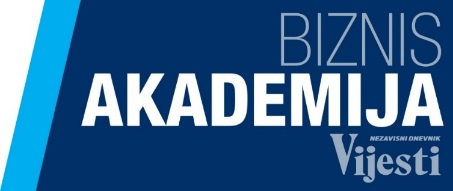 BIZNIS
AKADEMIJA
NEZAVISNI DNEVNIK
Vijesti